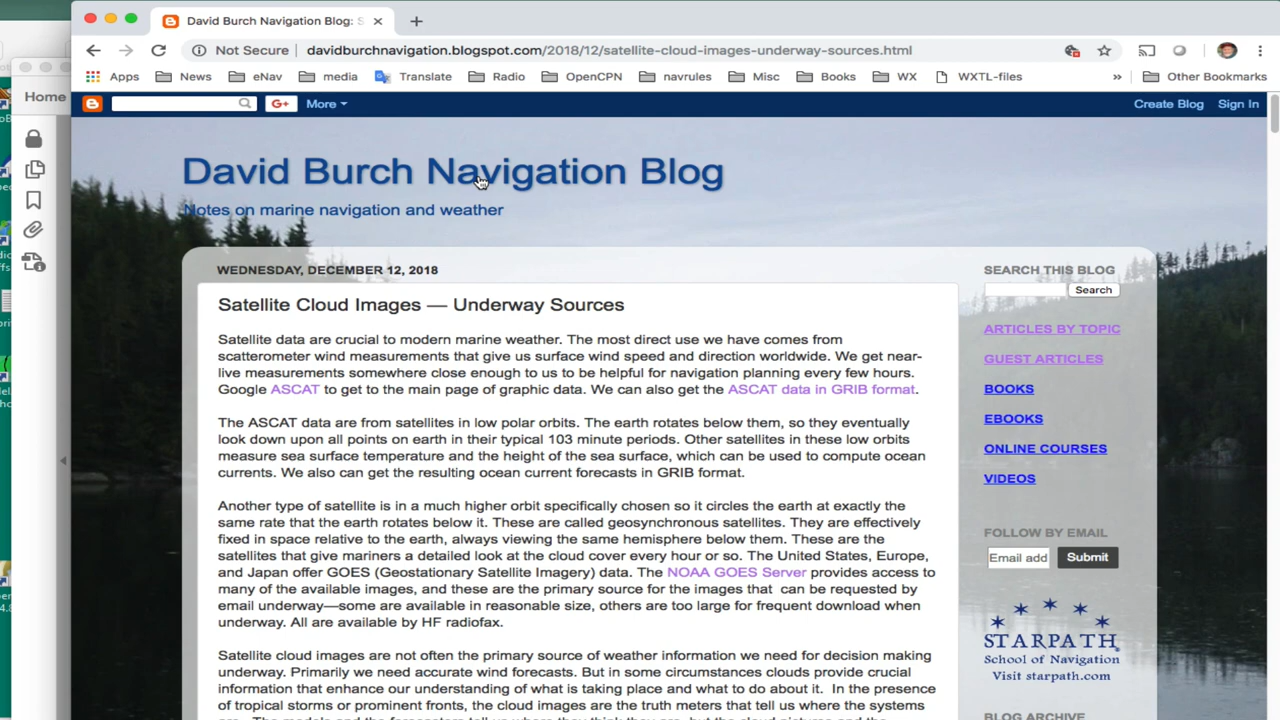 David Burch Navigation Blog: S
Not Secure
davidburchnavigation.blogspot.com/2018/12/satellite-cloud-images-underway-sources.html
Apps
News
eNav
media
Translate
Radio
OpenCPN
navrules
Misc
Books
WX
WXTL-files
»
Other Bookmarks
Home
G+
More
Create Blog
Sign In
David Burch Navigation Blog
Notes on marine navigation and weather
WEDNESDAY, DECEMBER 12, 2018
Satellite Cloud Images — Underway Sources
Satellite data are crucial to modern marine weather. The most direct use we have comes from
scatterometer wind measurements that give us surface wind speed and direction worldwide. We get near-
live measurements somewhere close enough to us to be helpful for navigation planning every few hours.
Google ASCAT to get to the main page of graphic data. We can also get the ASCAT data in GRIB format.
The ASCAT data are from satellites in low polar orbits. The earth rotates below them, so they eventually
look down upon all points on earth in their typical 103 minute periods. Other satellites in these low orbits
measure sea surface temperature and the height of the sea surface, which can be used to compute ocean
currents. We also can get the resulting ocean current forecasts in GRIB format.
Another type of satellite is in a much higher orbit specifically chosen so it circles the earth at exactly the
same rate that the earth rotates below it. These are called geosynchronous satellites. They are effectively
fixed in space relative to the earth, always viewing the same hemisphere below them. These are the
satellites that give mariners a detailed look at the cloud cover every hour or so. The United States, Europe,
and Japan offer GOES (Geostationary Satellite Imagery) data. The NOAA GOES Server provides access to
many of the available images, and these are the primary source for the images that can be requested by
email underway—some are available in reasonable size, others are too large for frequent download when
underway. All are available by HF radiofax.
Satellite cloud images are not often the primary source of weather information we need for decision making
underway. Primarily we need accurate wind forecasts. But in some circumstances clouds provide crucial
information that enhance our understanding of what is taking place and what to do about it. In the presence
of tropical storms or prominent fronts, the cloud images are the truth meters that tell us where the systems
SEARCH THIS BLOG
Search
ARTICLES BY TOPIC
GUEST ARTICLES
BOOKS
EBOOKS
ONLINE COURSES
VIDEOS
FOLLOW BY EMAIL
Email add
Submit
STARPATH
School of Navigation
Visit starpath.com
BLOG ARCHIVE